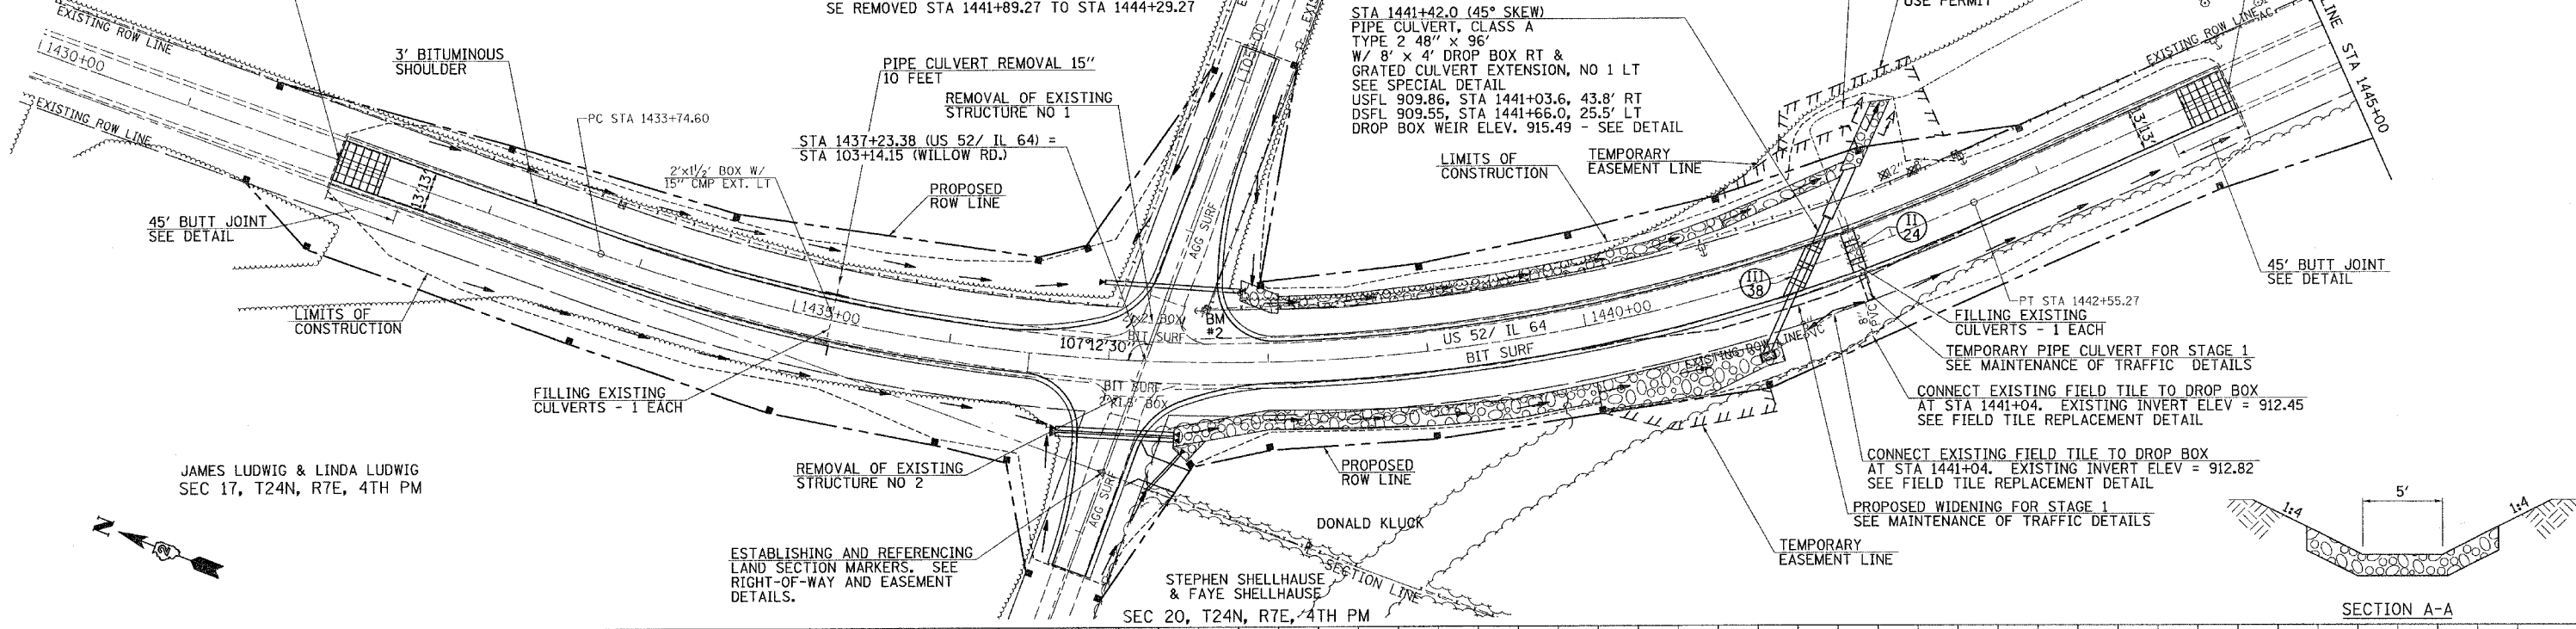 SE REMOVED STA 1441+89.27 TO STA 1444+29.27
USE PERMIT
EXISTING ROW LINE
1430+00
EXISTING ROW LINE
3' BITUMINOUS
SHOULDER
PC STA 1433+74.60
PIPE CULVERT REMOVAL 15"
10 FEET
REMOVAL OF EXISTING
STRUCTURE NO 1
STA 1437+23.38 (US 52/ IL 64) =
STA 103+14.15 (WILLOW RD.)
2'x1½' BOX W/
15" CMP EXT. LT
PROPOSED
ROW LINE
STA 1441+42.0 (45° SKEW)
PIPE CULVERT, CLASS A
TYPE 2 48" x 96'
W/ 8' x 4' DROP BOX RT &
GRATED CULVERT EXTENSION, NO 1 LT
SEE SPECIAL DETAIL
USFL 909.86, STA 1441+03.6, 43.8' RT
DSFL 909.55, STA 1441+66.0, 25.5' LT
DROP BOX WEIR ELEV. 915.49 - SEE DETAIL
LIMITS OF
CONSTRUCTION
TEMPORARY
EASEMENT LINE
EXISTING ROW LINE
LINE STA 1445+00
13' 13'
13' 13'
12"
A A
45' BUTT JOINT
SEE DETAIL
AGG SURF
II
24
III
38
45' BUTT JOINT
SEE DETAIL
PT STA 1442+55.27
LIMITS OF
CONSTRUCTION
1435+00
BM
#2
BIT SURF
107°12'30"
US 52/ IL 64
1440+00
BIT SURF
EXISTING ROW LINE
8"
FILLING EXISTING
CULVERTS - 1 EACH
TEMPORARY PIPE CULVERT FOR STAGE 1
SEE MAINTENANCE OF TRAFFIC DETAILS
CONNECT EXISTING FIELD TILE TO DROP BOX
AT STA 1441+04. EXISTING INVERT ELEV = 912.45
SEE FIELD TILE REPLACEMENT DETAIL
FILLING EXISTING
CULVERTS - 1 EACH
BIT SURF
JAMES LUDWIG & LINDA LUDWIG
SEC 17, T24N, R7E, 4TH PM
REMOVAL OF EXISTING
STRUCTURE NO 2
AGG SURF
PROPOSED
ROW LINE
CONNECT EXISTING FIELD TILE TO DROP BOX
AT STA 1441+04. EXISTING INVERT ELEV = 912.82
SEE FIELD TILE REPLACEMENT DETAIL
PROPOSED WIDENING FOR STAGE 1
SEE MAINTENANCE OF TRAFFIC DETAILS
DONALD KLUCK
N
ESTABLISHING AND REFERENCING
LAND SECTION MARKERS. SEE
RIGHT-OF-WAY AND EASEMENT
DETAILS.
STEPHEN SHELLHAUSE
& FAYE SHELLHAUSE
SECTION LINE
SEC 20, T24N, R7E, 4TH PM
TEMPORARY
EASEMENT LINE
1:4
5'
1:4
SECTION A-A